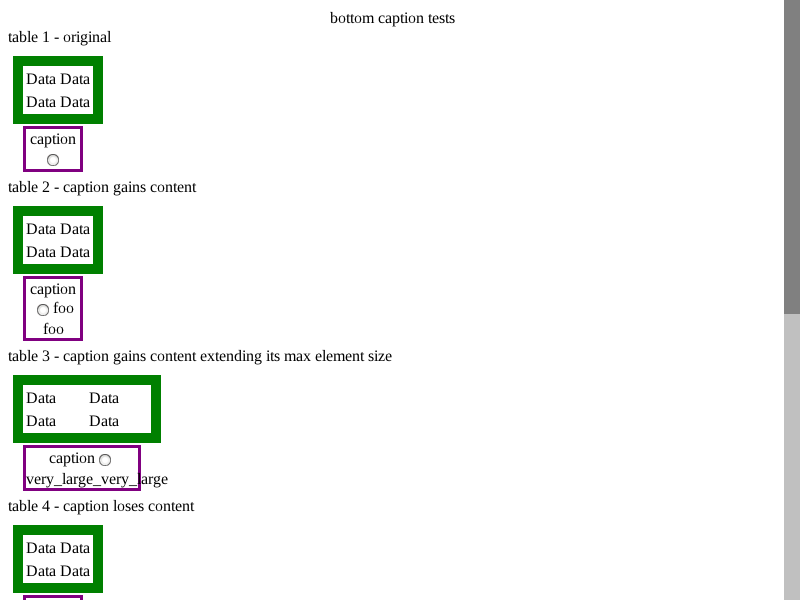 bottom caption tests
table 1 - original
Data Data
Data Data
caption
table 2 - caption gains content
Data Data
Data Data
caption
foo
foo
table 3 - caption gains content extending its max element size
Data Data
Data Data
caption
very_large_very_large
table 4 - caption loses content
Data Data
Data Data